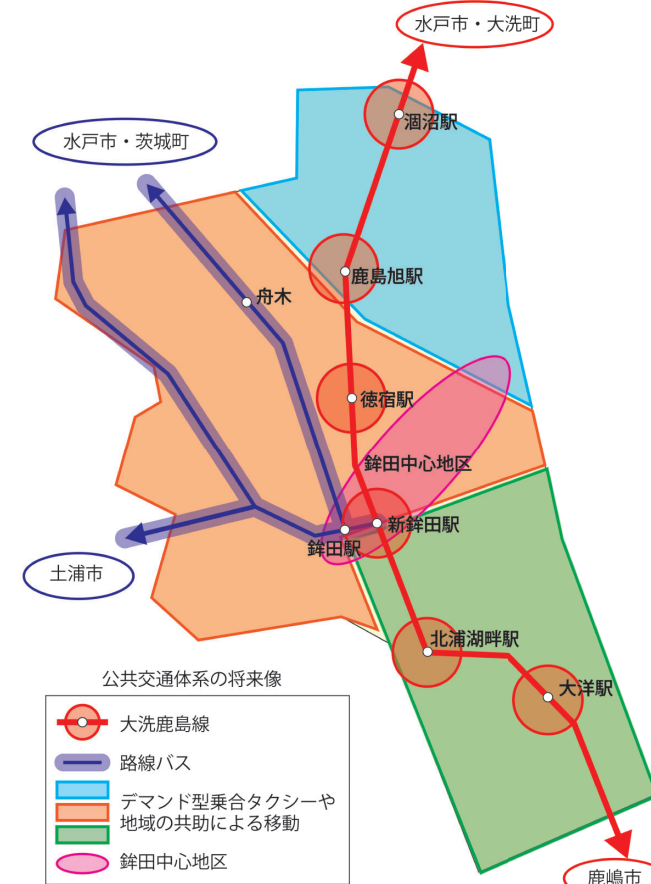 水戸市・大洗町
涸沼駅
水戸市・茨城町
鹿島旭駅
舟木
徳宿駅
鉾田中心地区
新鉾田駅
鉾田駅
土浦市
北浦湖畔駅
大洋駅
公共交通体系の将来像
大洗鹿島線
路線バス
デマンド型乗合タクシーや
地域の共助による移動
鉾田中心地区
鹿嶋市